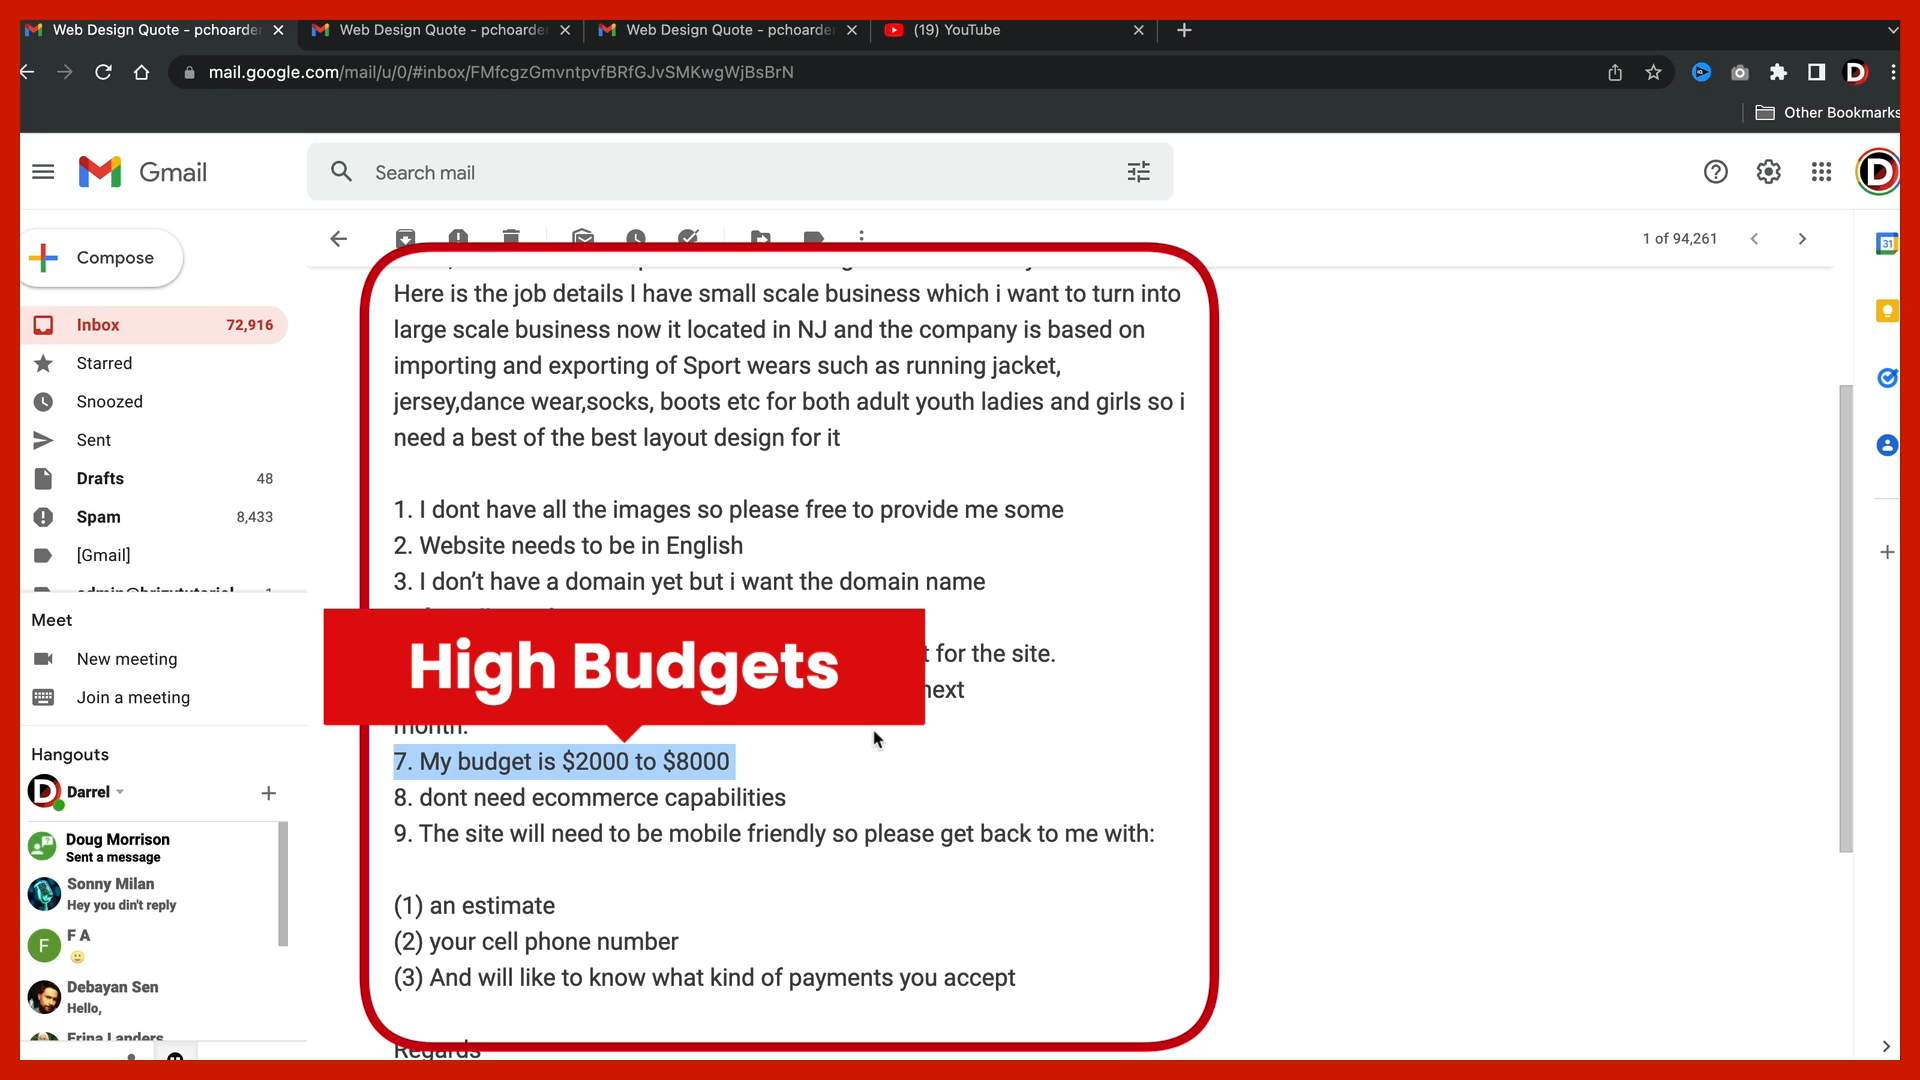 Web Design Quote - pchoarder
Web Design Quote - pchoarder
Web Design Quote - pchoarder
(19) YouTube
mail.google.com/mail/u/0/#inbox/FMfcgzGmvntpvfBRfGJvSMKwgWjBsBrN
Other Bookmarks
Gmail
Search mail
1 of 94,261
Compose
Inbox 72,916
Starred
Snoozed
Sent
Drafts 48
Spam 8,433
[Gmail]
Meet
New meeting
Join a meeting
Hangouts
Darrel
Doug Morrison
Sent a message
Sonny Milan
Hey you din't reply
F
F A
Debayan Sen
Hello,
Erina Landers
Here is the job details I have small scale business which i want to turn into
large scale business now it located in NJ and the company is based on
importing and exporting of Sport wears such as running jacket,
jersey,dance wear,socks, boots etc for both adult youth ladies and girls so i
need a best of the best layout design for it
1. I dont have all the images so please free to provide me some
2. Website needs to be in English
3. I don't have a domain yet but i want the domain name
for the site.
next
month.
High Budgets
7. My budget is $2000 to $8000
8. dont need ecommerce capabilities
9. The site will need to be mobile friendly so please get back to me with:
(1) an estimate
(2) your cell phone number
(3) And will like to know what kind of payments you accept
Regards
31